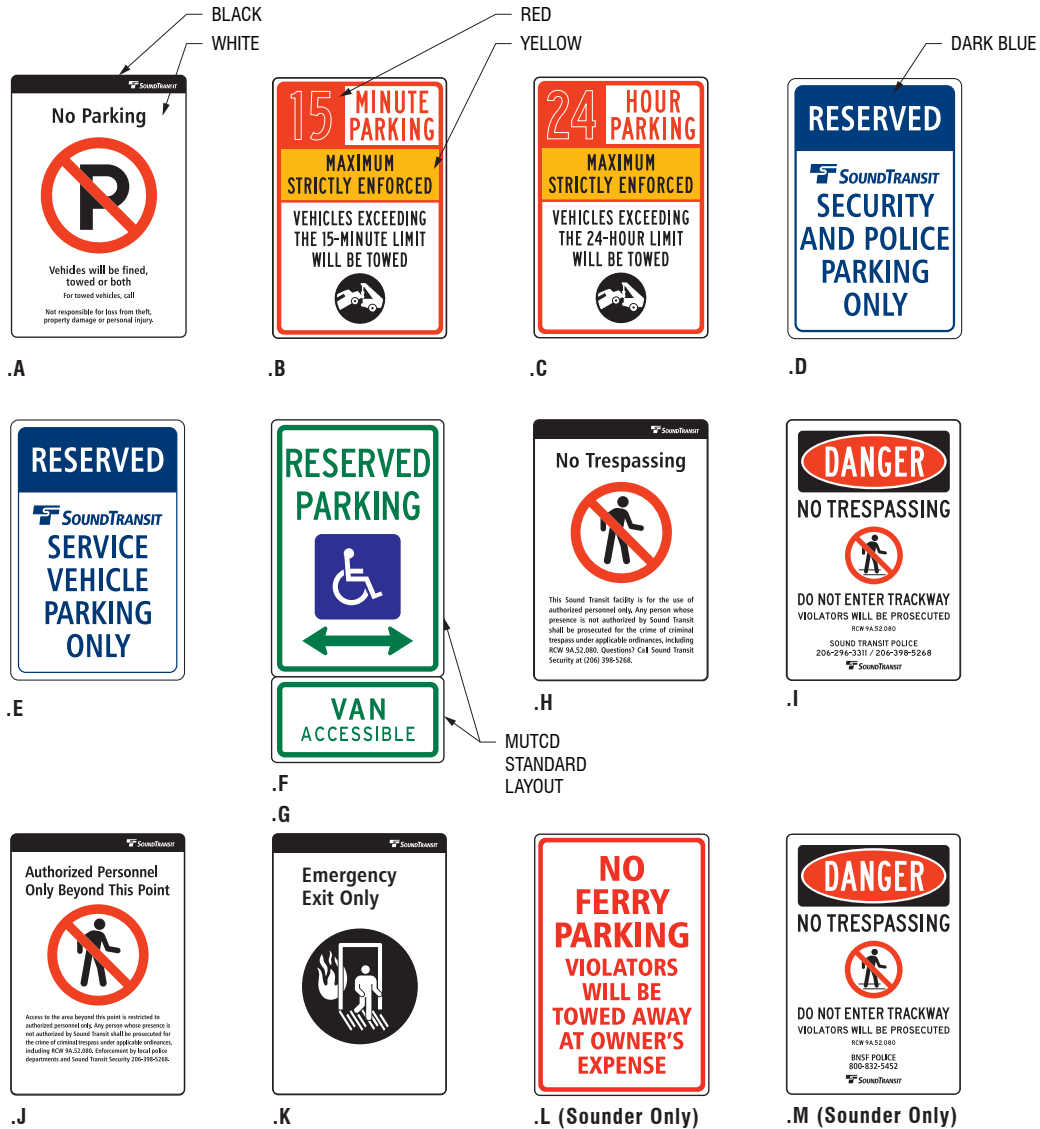 BLACK
WHITE
RED
YELLOW
DARK BLUE
SOUNDTRANSIT
No Parking
P
Vehicles will be fined,
towed or both
For towed vehicles, call
Not responsible for loss from theft,
property damage or personal injury.
.A
15 MINUTE
PARKING
MAXIMUM
STRICTLY ENFORCED
VEHICLES EXCEEDING
THE 15-MINUTE LIMIT
WILL BE TOWED
.B
24 HOUR
PARKING
MAXIMUM
STRICTLY ENFORCED
VEHICLES EXCEEDING
THE 24-HOUR LIMIT
WILL BE TOWED
.C
RESERVED
SOUNDTRANSIT
SECURITY
AND POLICE
PARKING
ONLY
.D
RESERVED
SOUNDTRANSIT
SERVICE
VEHICLE
PARKING
ONLY
.E
RESERVED
PARKING
VAN
ACCESSIBLE
MUTCD
STANDARD
LAYOUT
.F
.G
SOUNDTRANSIT
No Trespassing
This Sound Transit facility is for the use of
authorized personnel only. Any person whose
presence is not authorized by Sound Transit
shall be prosecuted for the crime of criminal
trespass under applicable ordinances, including
RCW 9A.52.080. Questions? Call Sound Transit
Security at (206) 398-5268.
.H
DANGER
NO TRESPASSING
DO NOT ENTER TRACKWAY
VIOLATORS WILL BE PROSECUTED
RCW 9A.52.080
SOUND TRANSIT POLICE
206-296-3311 / 206-398-5268
SOUNDTRANSIT
.I
SOUNDTRANSIT
Authorized Personnel
Only Beyond This Point
Access to the area beyond this point is restricted to
authorized personnel only. Any person whose presence is
not authorized by Sound Transit shall be prosecuted for
the crime of criminal trespass under applicable ordinances,
including RCW 9A.52.080. Enforcement by local police
departments and Sound Transit Security 206-398-5268.
.J
SOUNDTRANSIT
Emergency
Exit Only
.K
NO
FERRY
PARKING
VIOLATORS
WILL BE
TOWED AWAY
AT OWNER'S
EXPENSE
.L (Sounder Only)
DANGER
NO TRESPASSING
DO NOT ENTER TRACKWAY
VIOLATORS WILL BE PROSECUTED
RCW 9A.52.080
BNSF POLICE
800-832-5452
SOUNDTRANSIT
.M (Sounder Only)